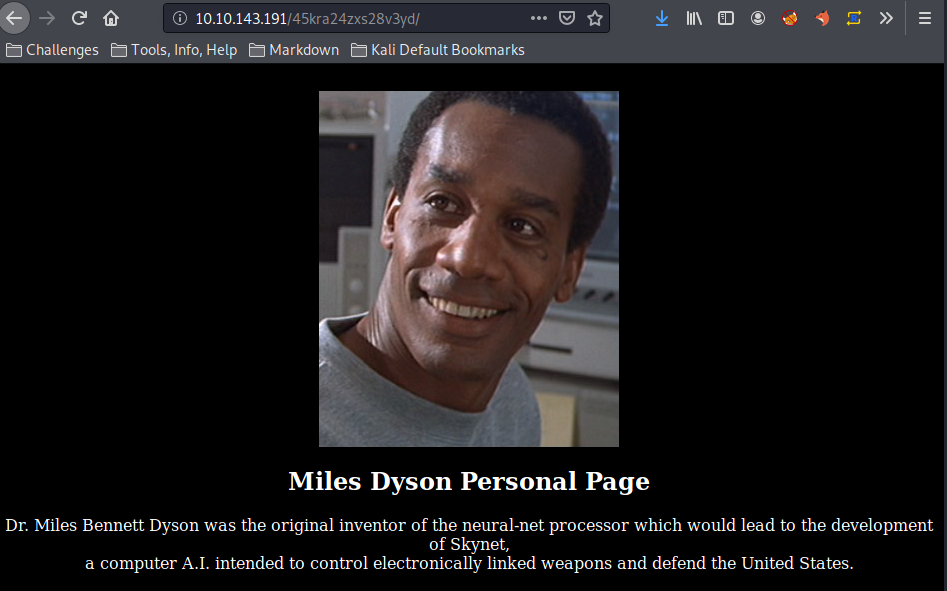 10.10.143.191/45kra24zxs28v3yd/
Challenges Tools, Info, Help Markdown Kali Default Bookmarks
Miles Dyson Personal Page
Dr. Miles Bennett Dyson was the original inventor of the neural-net processor which would lead to the development
of Skynet,
a computer A.I. intended to control electronically linked weapons and defend the United States.